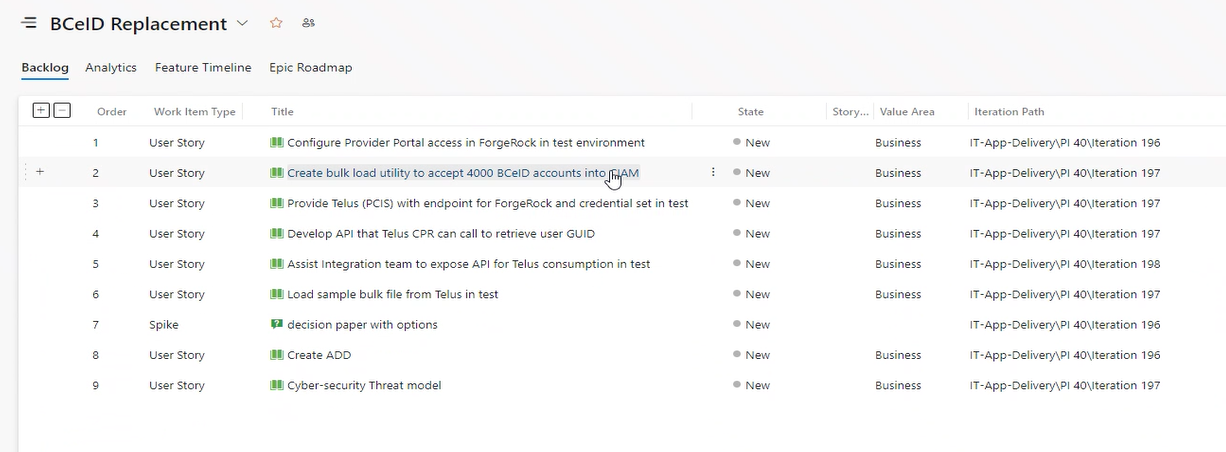 BCeID Replacement
Backlog Analytics Feature Timeline Epic Roadmap
Order Work Item Type Title State Story... Value Area Iteration Path
1 User Story Configure Provider Portal access in ForgeRock in test environment New Business IT-App-Delivery\PI 40\Iteration 196
2 User Story Create bulk load utility to accept 4000 BCeID accounts into CIAM New Business IT-App-Delivery\PI 40\Iteration 197
3 User Story Provide Telus (PCIS) with endpoint for ForgeRock and credential set in test New Business IT-App-Delivery\PI 40\Iteration 197
4 User Story Develop API that Telus CPR can call to retrieve user GUID New Business IT-App-Delivery\PI 40\Iteration 197
5 User Story Assist Integration team to expose API for Telus consumption in test New Business IT-App-Delivery\PI 40\Iteration 198
6 User Story Load sample bulk file from Telus in test New Business IT-App-Delivery\PI 40\Iteration 197
7 Spike decision paper with options New IT-App-Delivery\PI 40\Iteration 196
8 User Story Create ADD New Business IT-App-Delivery\PI 40\Iteration 196
9 User Story Cyber-security Threat model New Business IT-App-Delivery\PI 40\Iteration 197